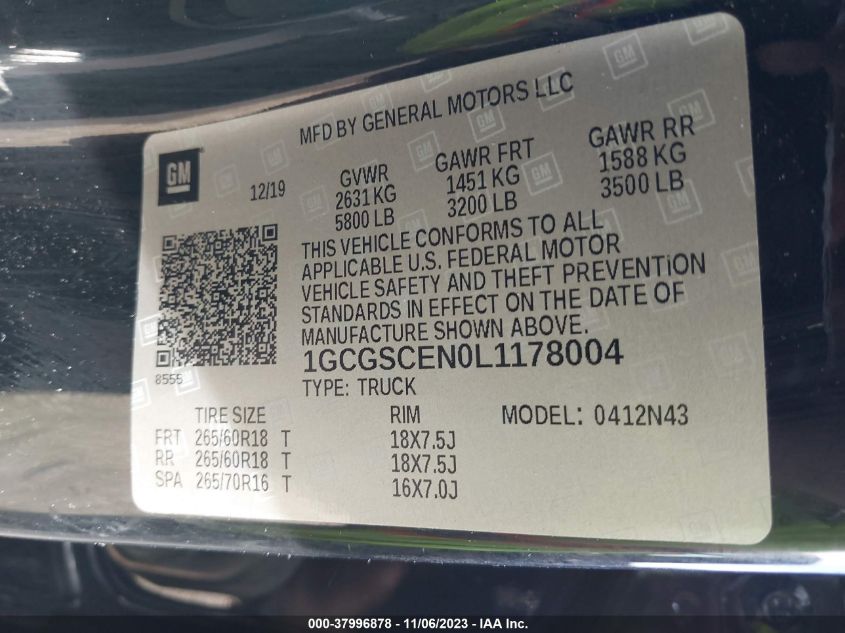 MFD BY GENERAL MOTORS LLC
GM
12/19
GVWR GAWR FRT GAWR RR
2631 KG 1451 KG 1588 KG
5800 LB 3200 LB 3500 LB
THIS VEHICLE CONFORMS TO ALL
APPLICABLE U.S. FEDERAL MOTOR
VEHICLE SAFETY AND THEFT PREVENTION
STANDARDS IN EFFECT ON THE DATE OF
MANUFACTURE SHOWN ABOVE.
1GCGSCEN0L1178004
8555
TYPE: TRUCK
TIRE SIZE RIM MODEL: 0412N43
FRT 265/60R18 T 18X7.5J
RR 265/60R18 T 18X7.5J
SPA 265/70R16 T 16X7.0J
000-37996878 - 11/06/2023 - IAA Inc.